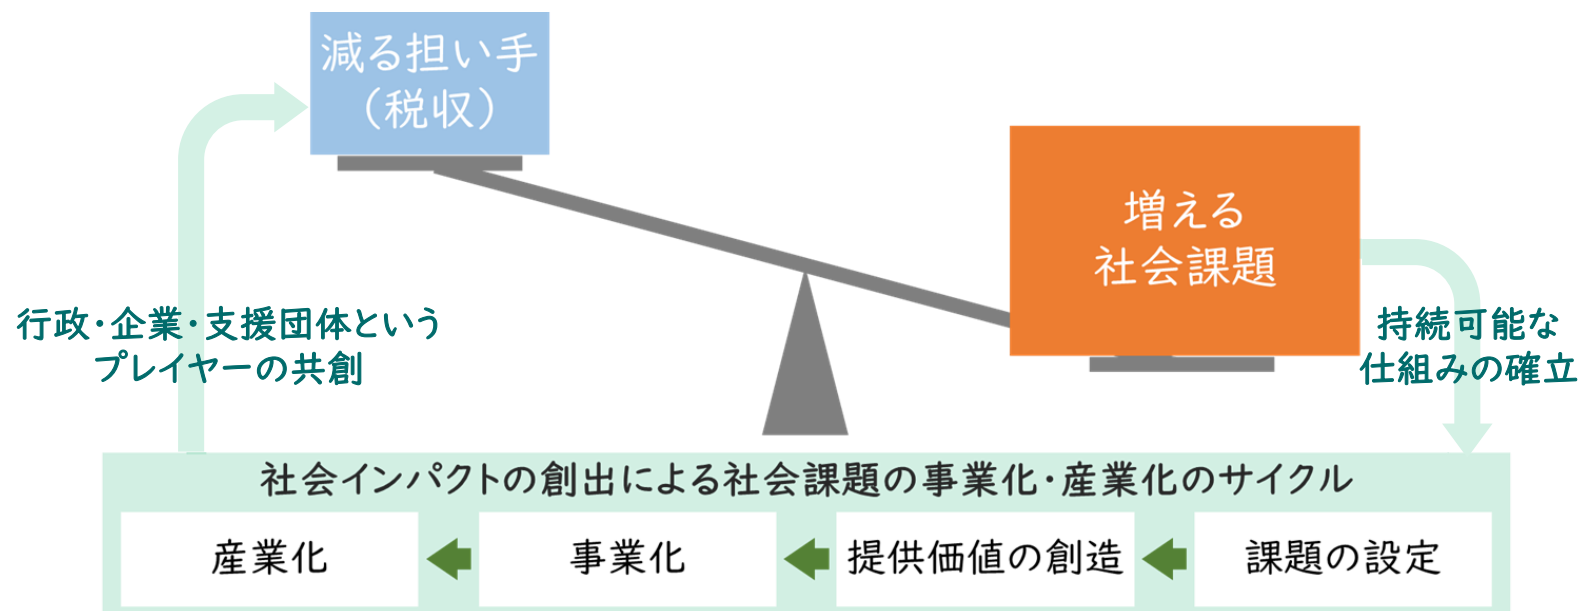 減る担い手
（税収）
増える
社会課題
行政・企業・支援団体という
プレイヤーの共創
持続可能な
仕組みの確立
社会インパクトの創出による社会課題の事業化・産業化のサイクル
産業化
事業化
提供価値の創造
課題の設定